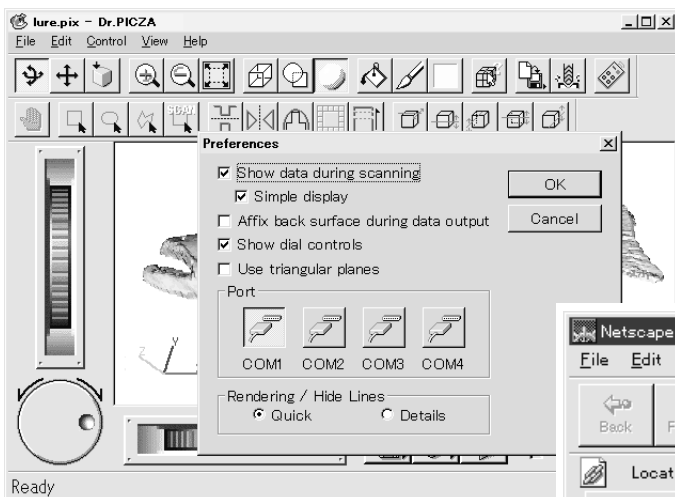 lure.pix - Dr.PICZA
File Edit Control View Help
SCAN
Preferences
Show data during scanning
Simple display
Affix back surface during data output
Show dial controls
Use triangular planes
OK
Cancel
Port
COM1 COM2 COM3 COM4
Rendering / Hide Lines
Quick Details
z y
Ready
Netscape
File Edit
Back F
Locat